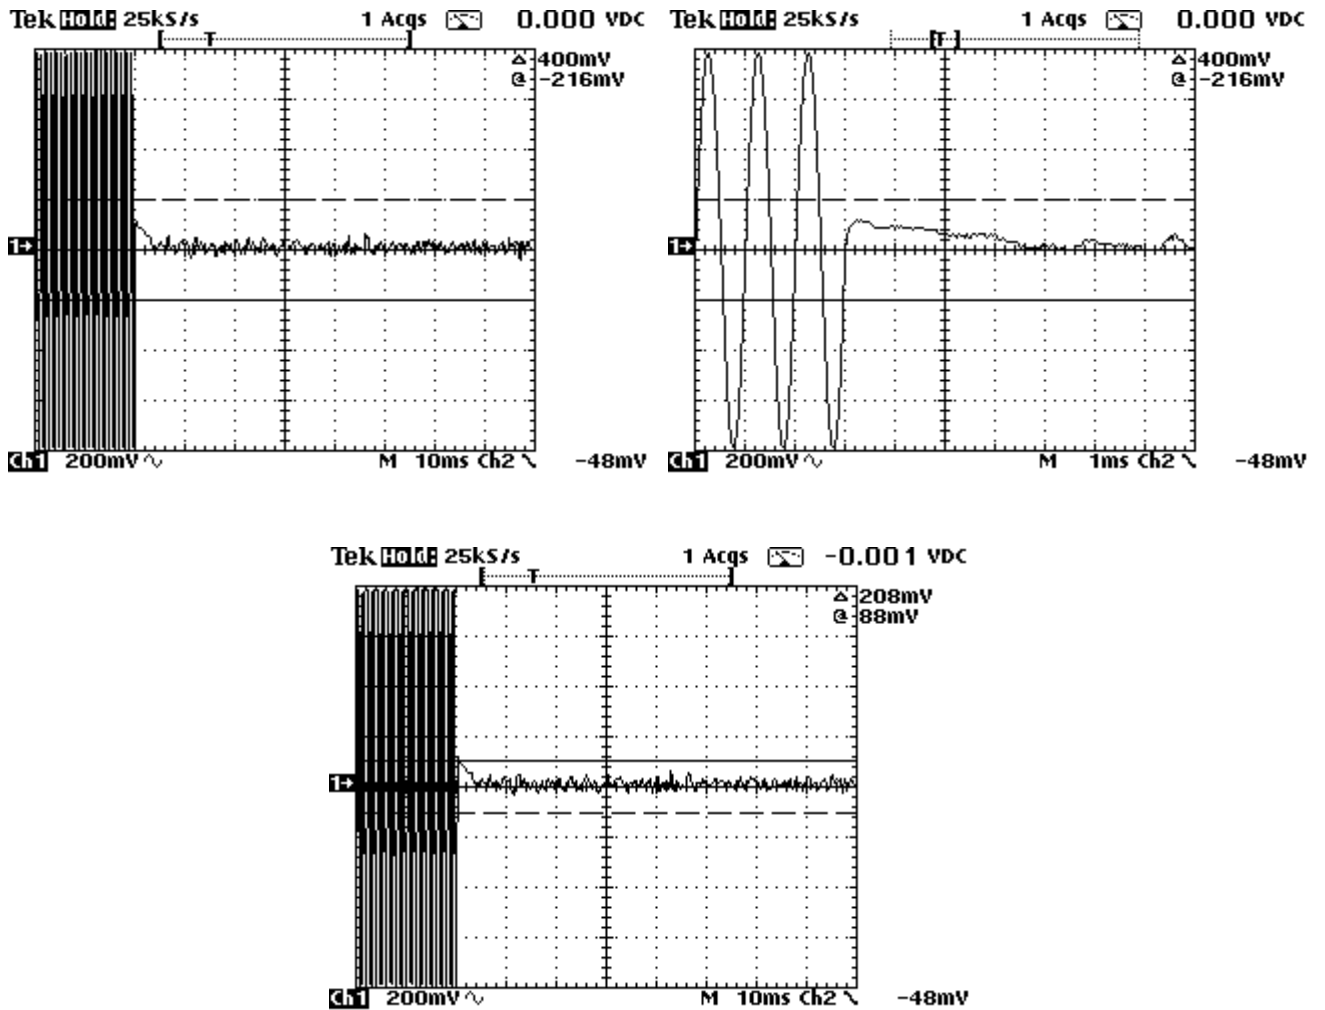 Tek Hold: 25kS/s 1 Acqs 0.000 VDC
[ T ]
Δ 400mV
@ -216mV
1→
Ch1 200mV∿ M 10ms Ch2 \ -48mV
Tek Hold: 25kS/s 1 Acqs 0.000 VDC
[T ]
Δ 400mV
@ -216mV
1→
Ch1 200mV∿ M 1ms Ch2 \ -48mV
Tek Hold: 25kS/s 1 Acqs -0.001 VDC
[ T ]
Δ 208mV
@ 88mV
1→
Ch1 200mV∿ M 10ms Ch2 \ -48mV